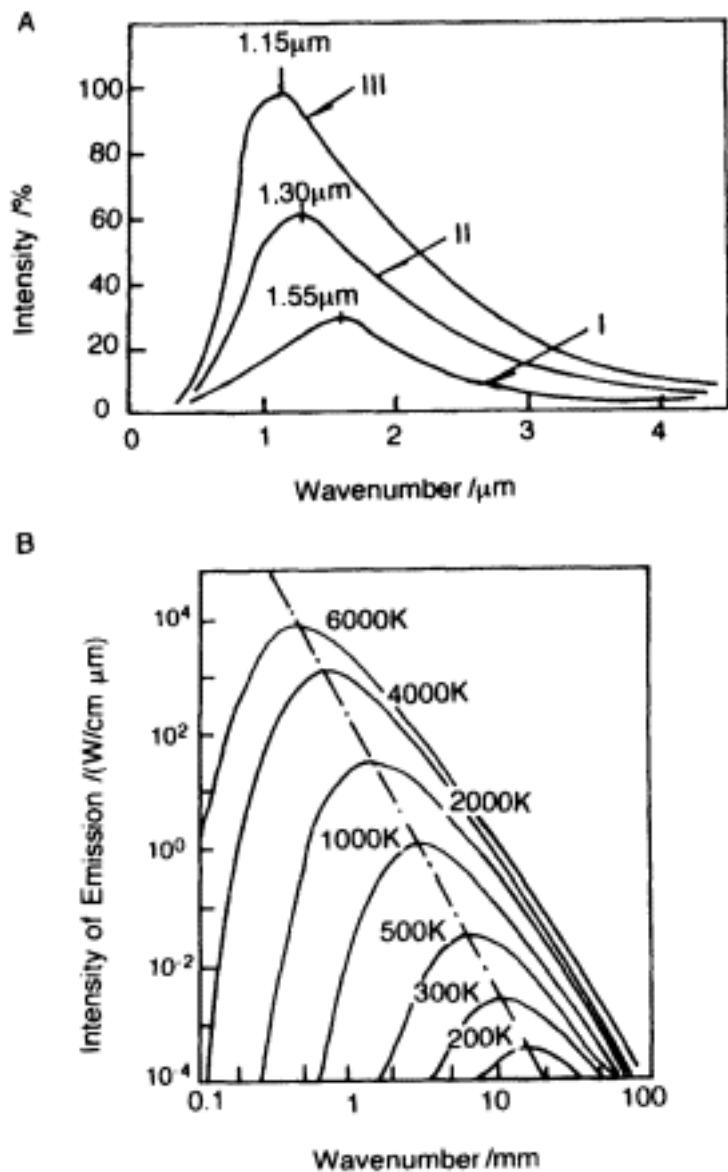 A
1.15μm
III
1.30μm
II
1.55μm
I
Intensity /%
100
80
60
40
20
0
0
1
2
3
4
Wavenumber /μm
B
6000K
4000K
2000K
1000K
500K
300K
200K
Intensity of Emission /(W/cm μm)
10⁴
10²
10⁰
10⁻²
10⁻⁴
0.1
1
10
100
Wavenumber /mm